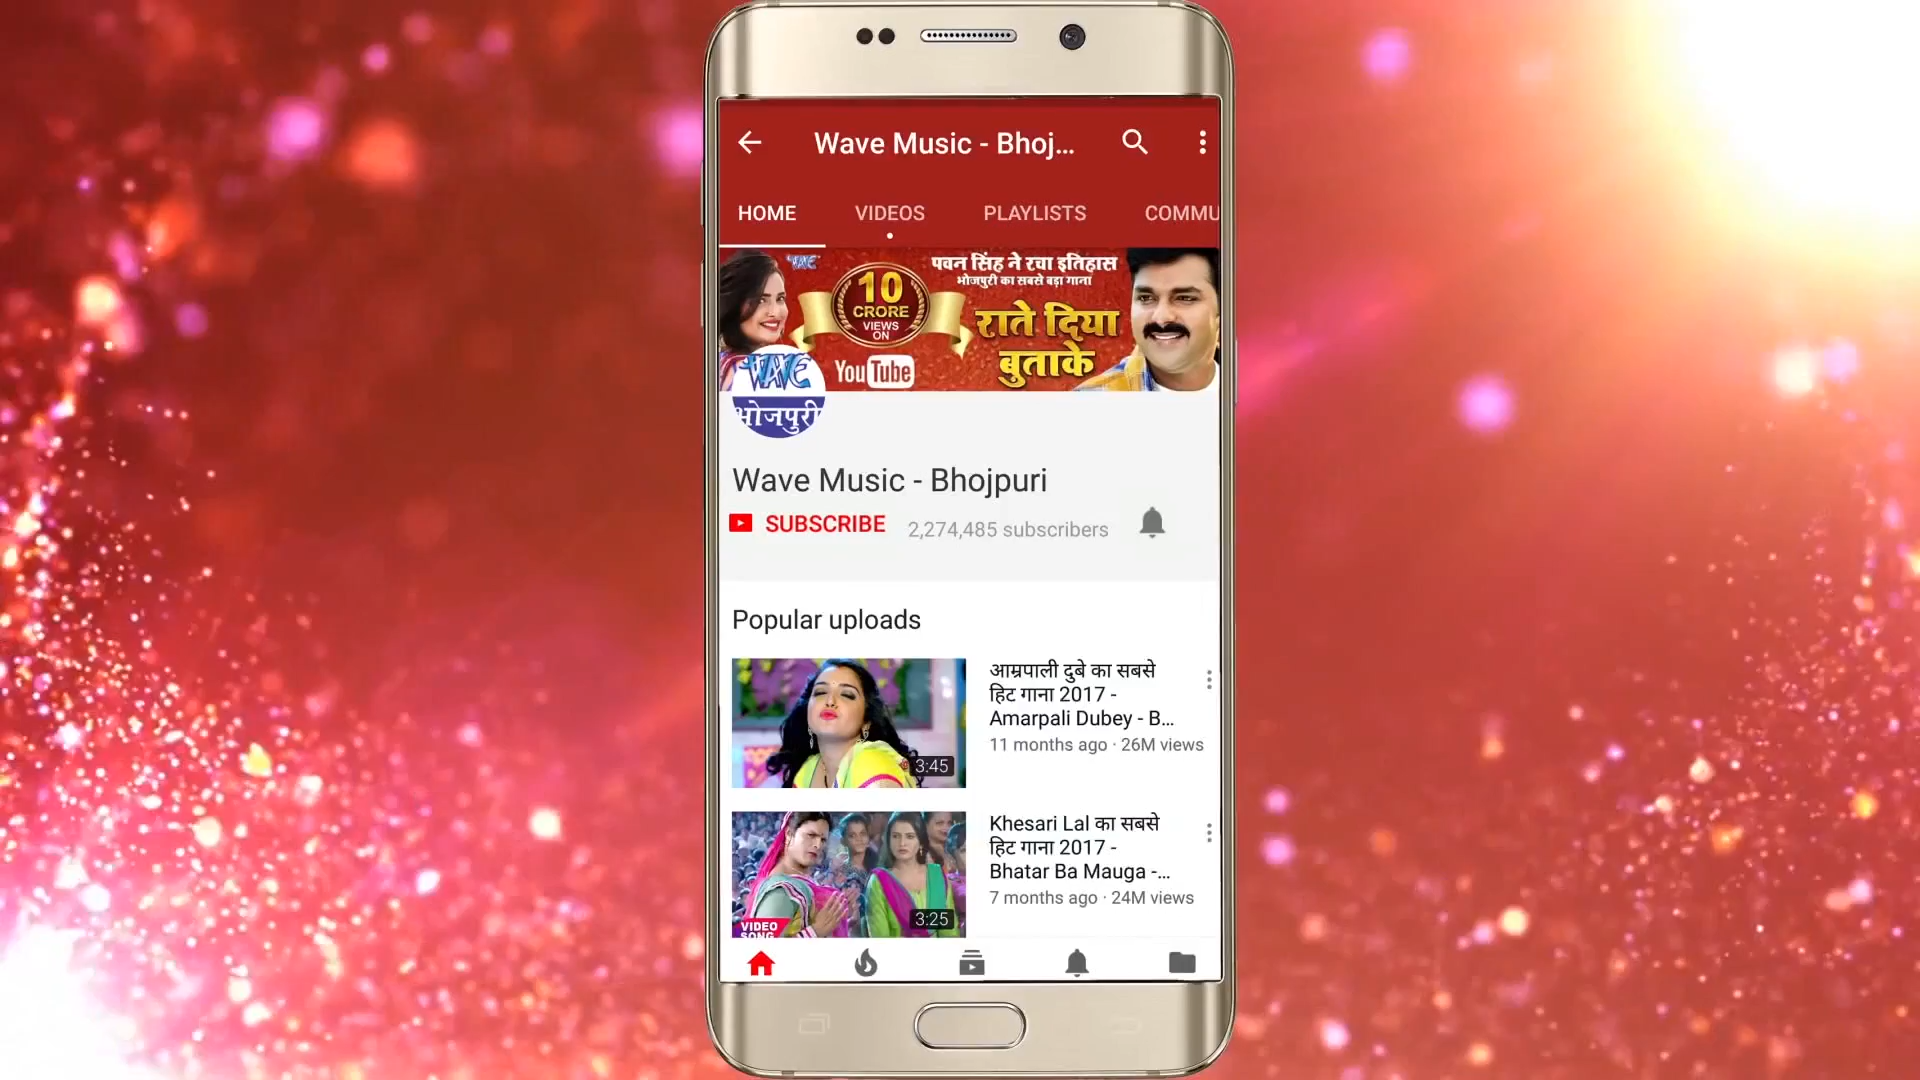 Wave Music - Bhoj...
HOME VIDEOS PLAYLISTS COMMU
WAVE
पवन सिंह ने रचा इतिहास
भोजपुरी का सबसे बड़ा गाना
10
CRORE
VIEWS
ON
YouTube
राते दिया
बुताके
WAVE
भोजपुरी
Wave Music - Bhojpuri
SUBSCRIBE 2,274,485 subscribers
Popular uploads
आम्रपाली दुबे का सबसे
हिट गाना 2017 -
Amarpali Dubey - B...
11 months ago · 26M views
3:45
Khesari Lal का सबसे
हिट गाना 2017 -
Bhatar Ba Mauga -...
7 months ago · 24M views
3:25
VIDEO
SONG